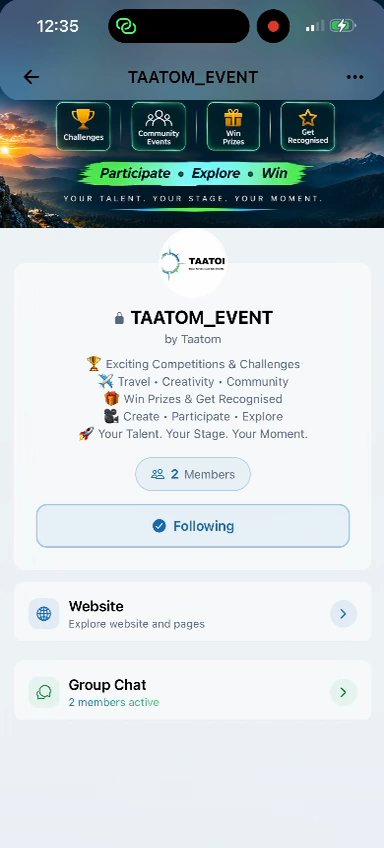 12:35
TAATOM_EVENT
Challenges
Community
Events
Win
Prizes
Get
Recognised
Participate • Explore • Win
YOUR TALENT. YOUR STAGE. YOUR MOMENT.
TAATOI
TAATOM_EVENT
by Taatom
🏆 Exciting Competitions & Challenges
✈️ Travel • Creativity • Community
🎁 Win Prizes & Get Recognised
🎥 Create • Participate • Explore
🚀 Your Talent. Your Stage. Your Moment.
2 Members
Following
Website
Explore website and pages
Group Chat
2 members active